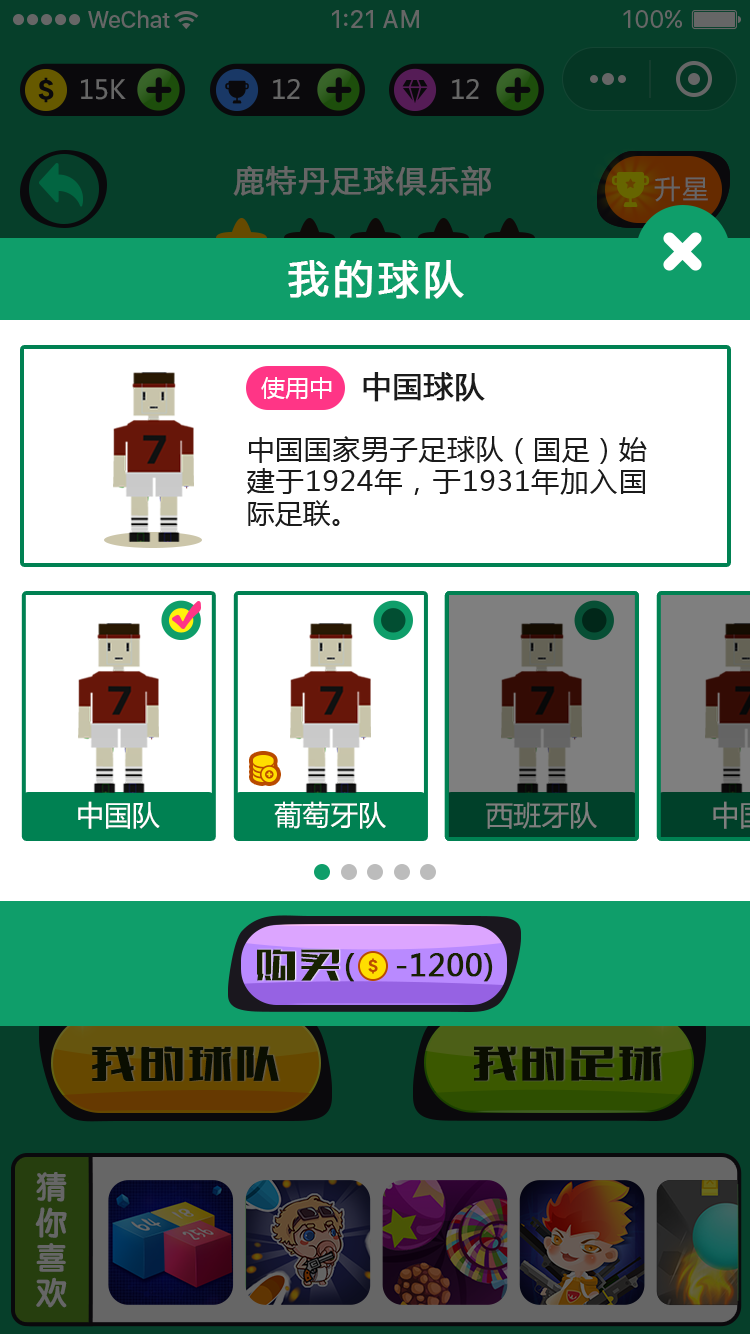 WeChat 1:21 AM 100%
15K 12 12
鹿特丹足球俱乐部
升星
我的球队
使用中 中国球队
中国国家男子足球队（国足）始
建于1924年，于1931年加入国
际足联。
7
7 7 7 7
中国队 葡萄牙队 西班牙队 中
购买( $ -1200)
我的球队 我的足球
猜你喜欢
64 128 256